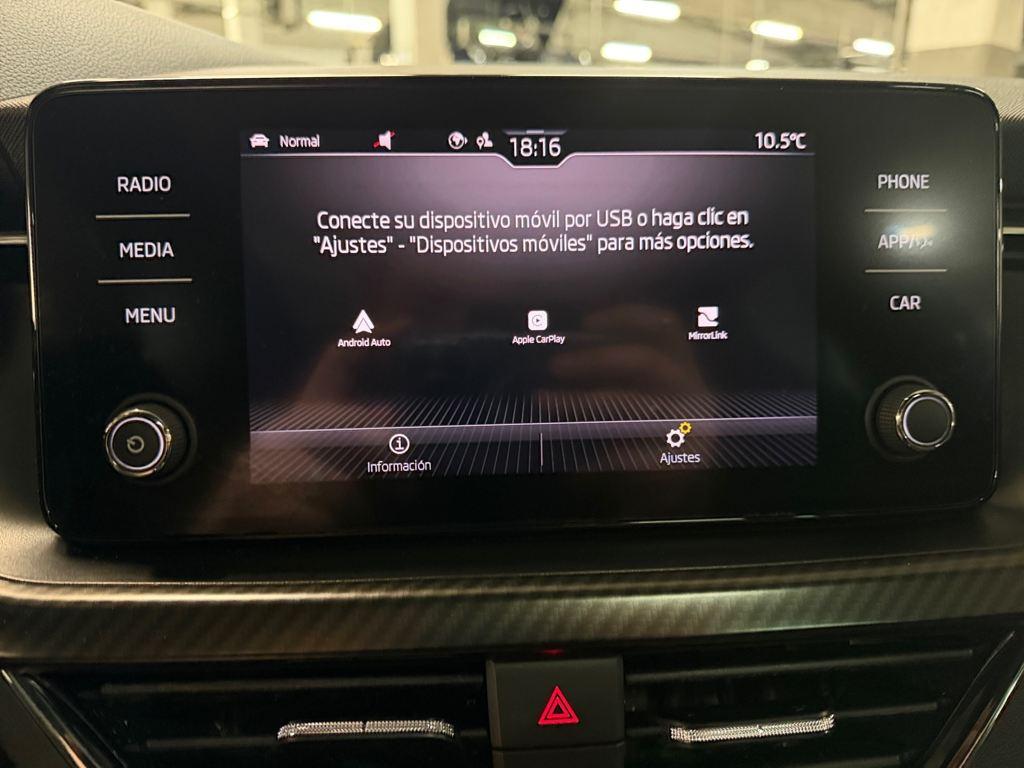 Normal
18:16
10.5°C
RADIO
MEDIA
MENU
Conecte su dispositivo móvil por USB o haga clic en
"Ajustes" - "Dispositivos móviles" para más opciones.
Android Auto
Apple CarPlay
MirrorLink
Información
Ajustes
PHONE
CAR